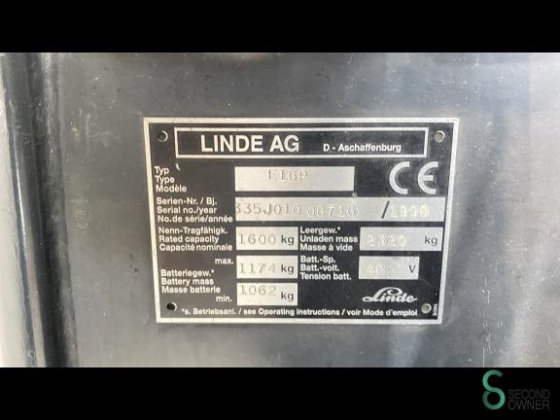 LINDE AG D - Aschaffenburg
Typ
Type E16P
Modèle
CE
Serien-Nr. / Bj.
Serial no./year / 1998
No. de série/année
Nenn-Tragfähigk. Leergew.*
Rated capacity 1600 kg Unladen mass 2320 kg
Capacité nominale Masse à vide
max. Batt.-Sp.
1174 kg Batt.-volt. V
Batteriegew.* Tension batt.
Battery mass
Masse batterie 1062 kg
min.
Linde
*s. Betriebsanl. / see Operating instructions / voir Mode d'emploi
SECOND
OWNER